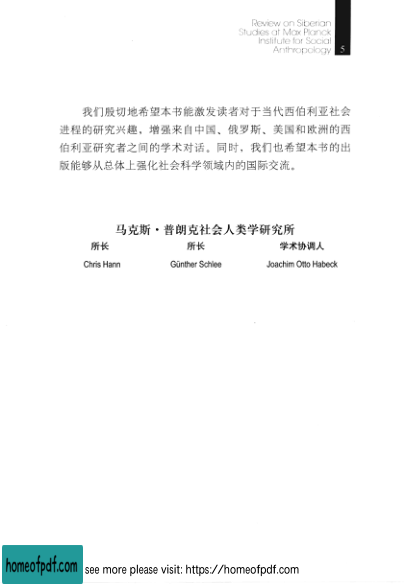 Review on Siberian
Studies at Max Planck
Institute for Social
Anthropology 5
我们殷切地希望本书能激发读者对于当代西伯利亚社会
进程的研究兴趣，增强来自中国、俄罗斯、美国和欧洲的西
伯利亚研究者之间的学术对话。同时，我们也希望本书的出
版能够从总体上强化社会科学领域内的国际交流。
马克斯·普朗克社会人类学研究所
所长 所长 学术协调人
Chris Hann Günther Schlee Joachim Otto Habeck
homeofpdf.com see more please visit: https://homeofpdf.com